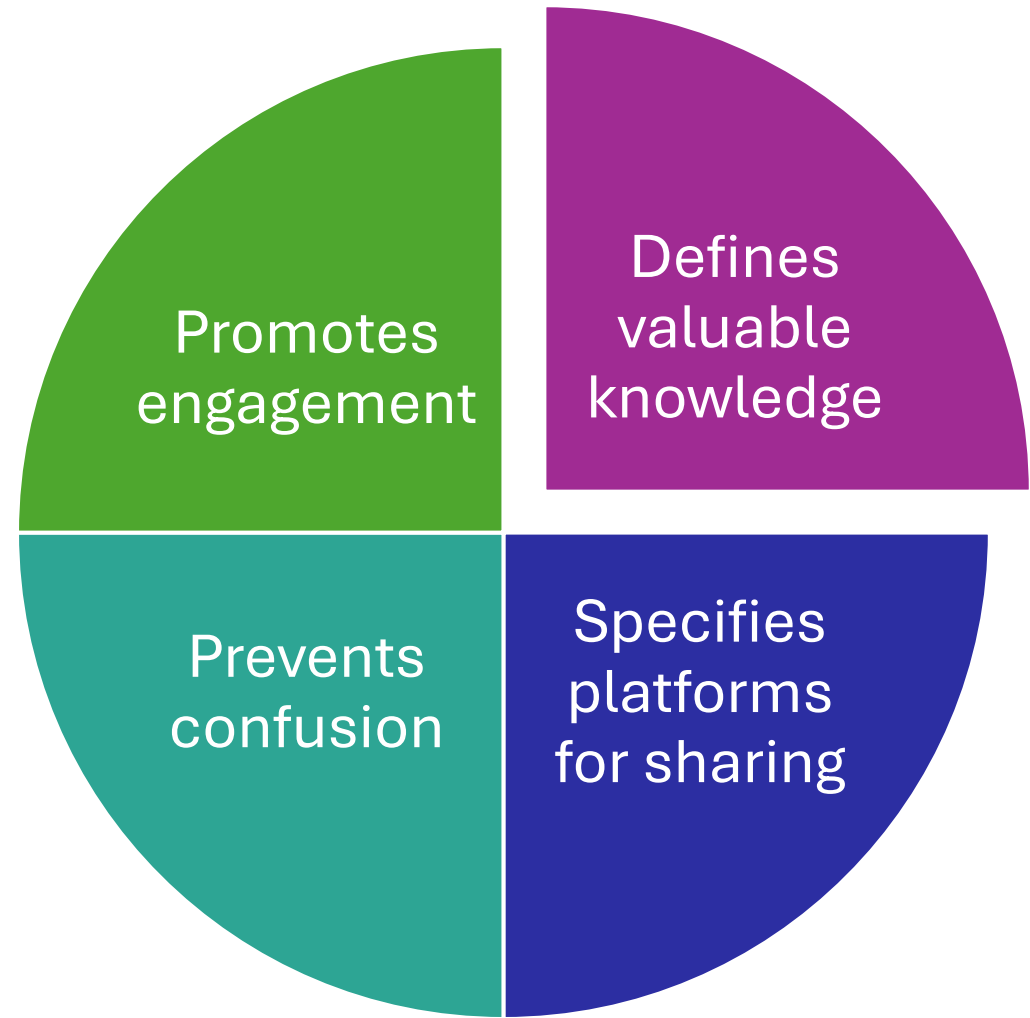 Promotes
engagement
Defines
valuable
knowledge
Prevents
confusion
Specifies
platforms
for sharing